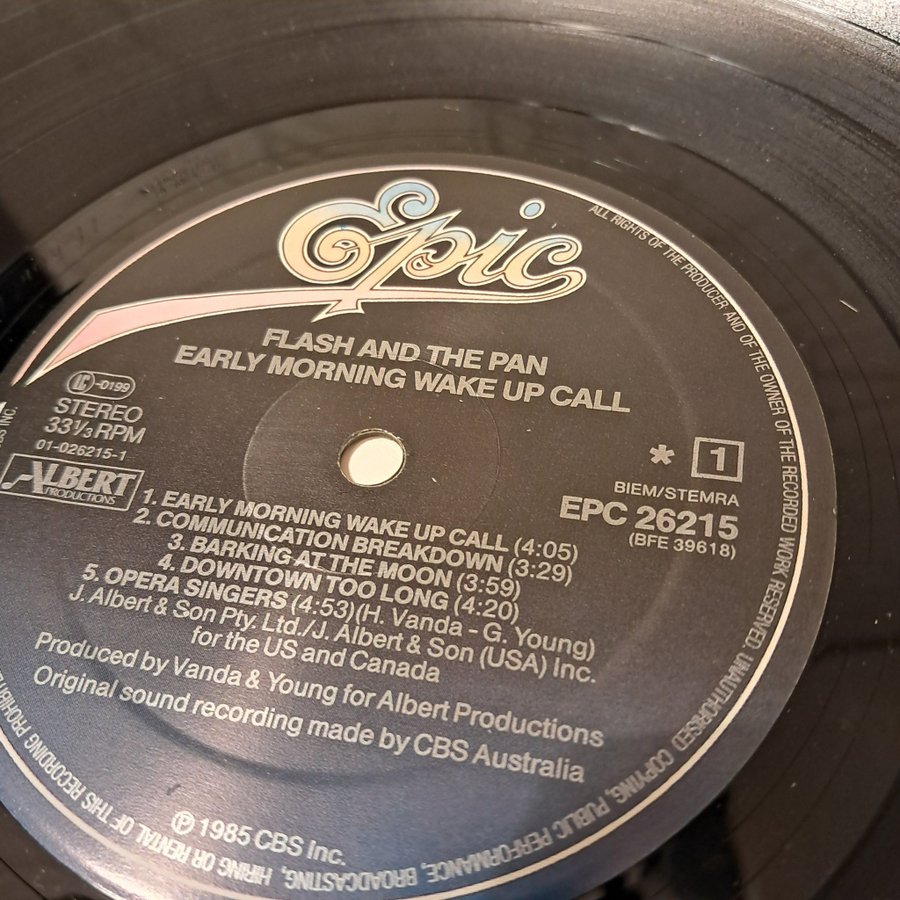 Epic
FLASH AND THE PAN
EARLY MORNING WAKE UP CALL
LC -0199
STEREO
33 1/3 RPM
01-026215-1
ALBERT
PRODUCTIONS
* 1
BIEM/STEMRA
EPC 26215
(BFE 39618)
1. EARLY MORNING WAKE UP CALL (4:05)
2. COMMUNICATION BREAKDOWN (3:29)
3. BARKING AT THE MOON (3:59)
4. DOWNTOWN TOO LONG (4:20)
5. OPERA SINGERS (4:53) (H. Vanda - G. Young)
J. Albert & Son Pty. Ltd./J. Albert & Son (USA) Inc.
for the US and Canada
Produced by Vanda & Young for Albert Productions
Original sound recording made by CBS Australia
℗ 1985 CBS Inc.
ALL RIGHTS OF THE PRODUCER AND OF THE OWNER OF THE RECORDED WORK RESERVED. UNAUTHORISED COPYING, PUBLIC PERFORMANCE, BROADCASTING, HIRING OR RENTAL OF THIS RECORDING PROHIBITED
INC.